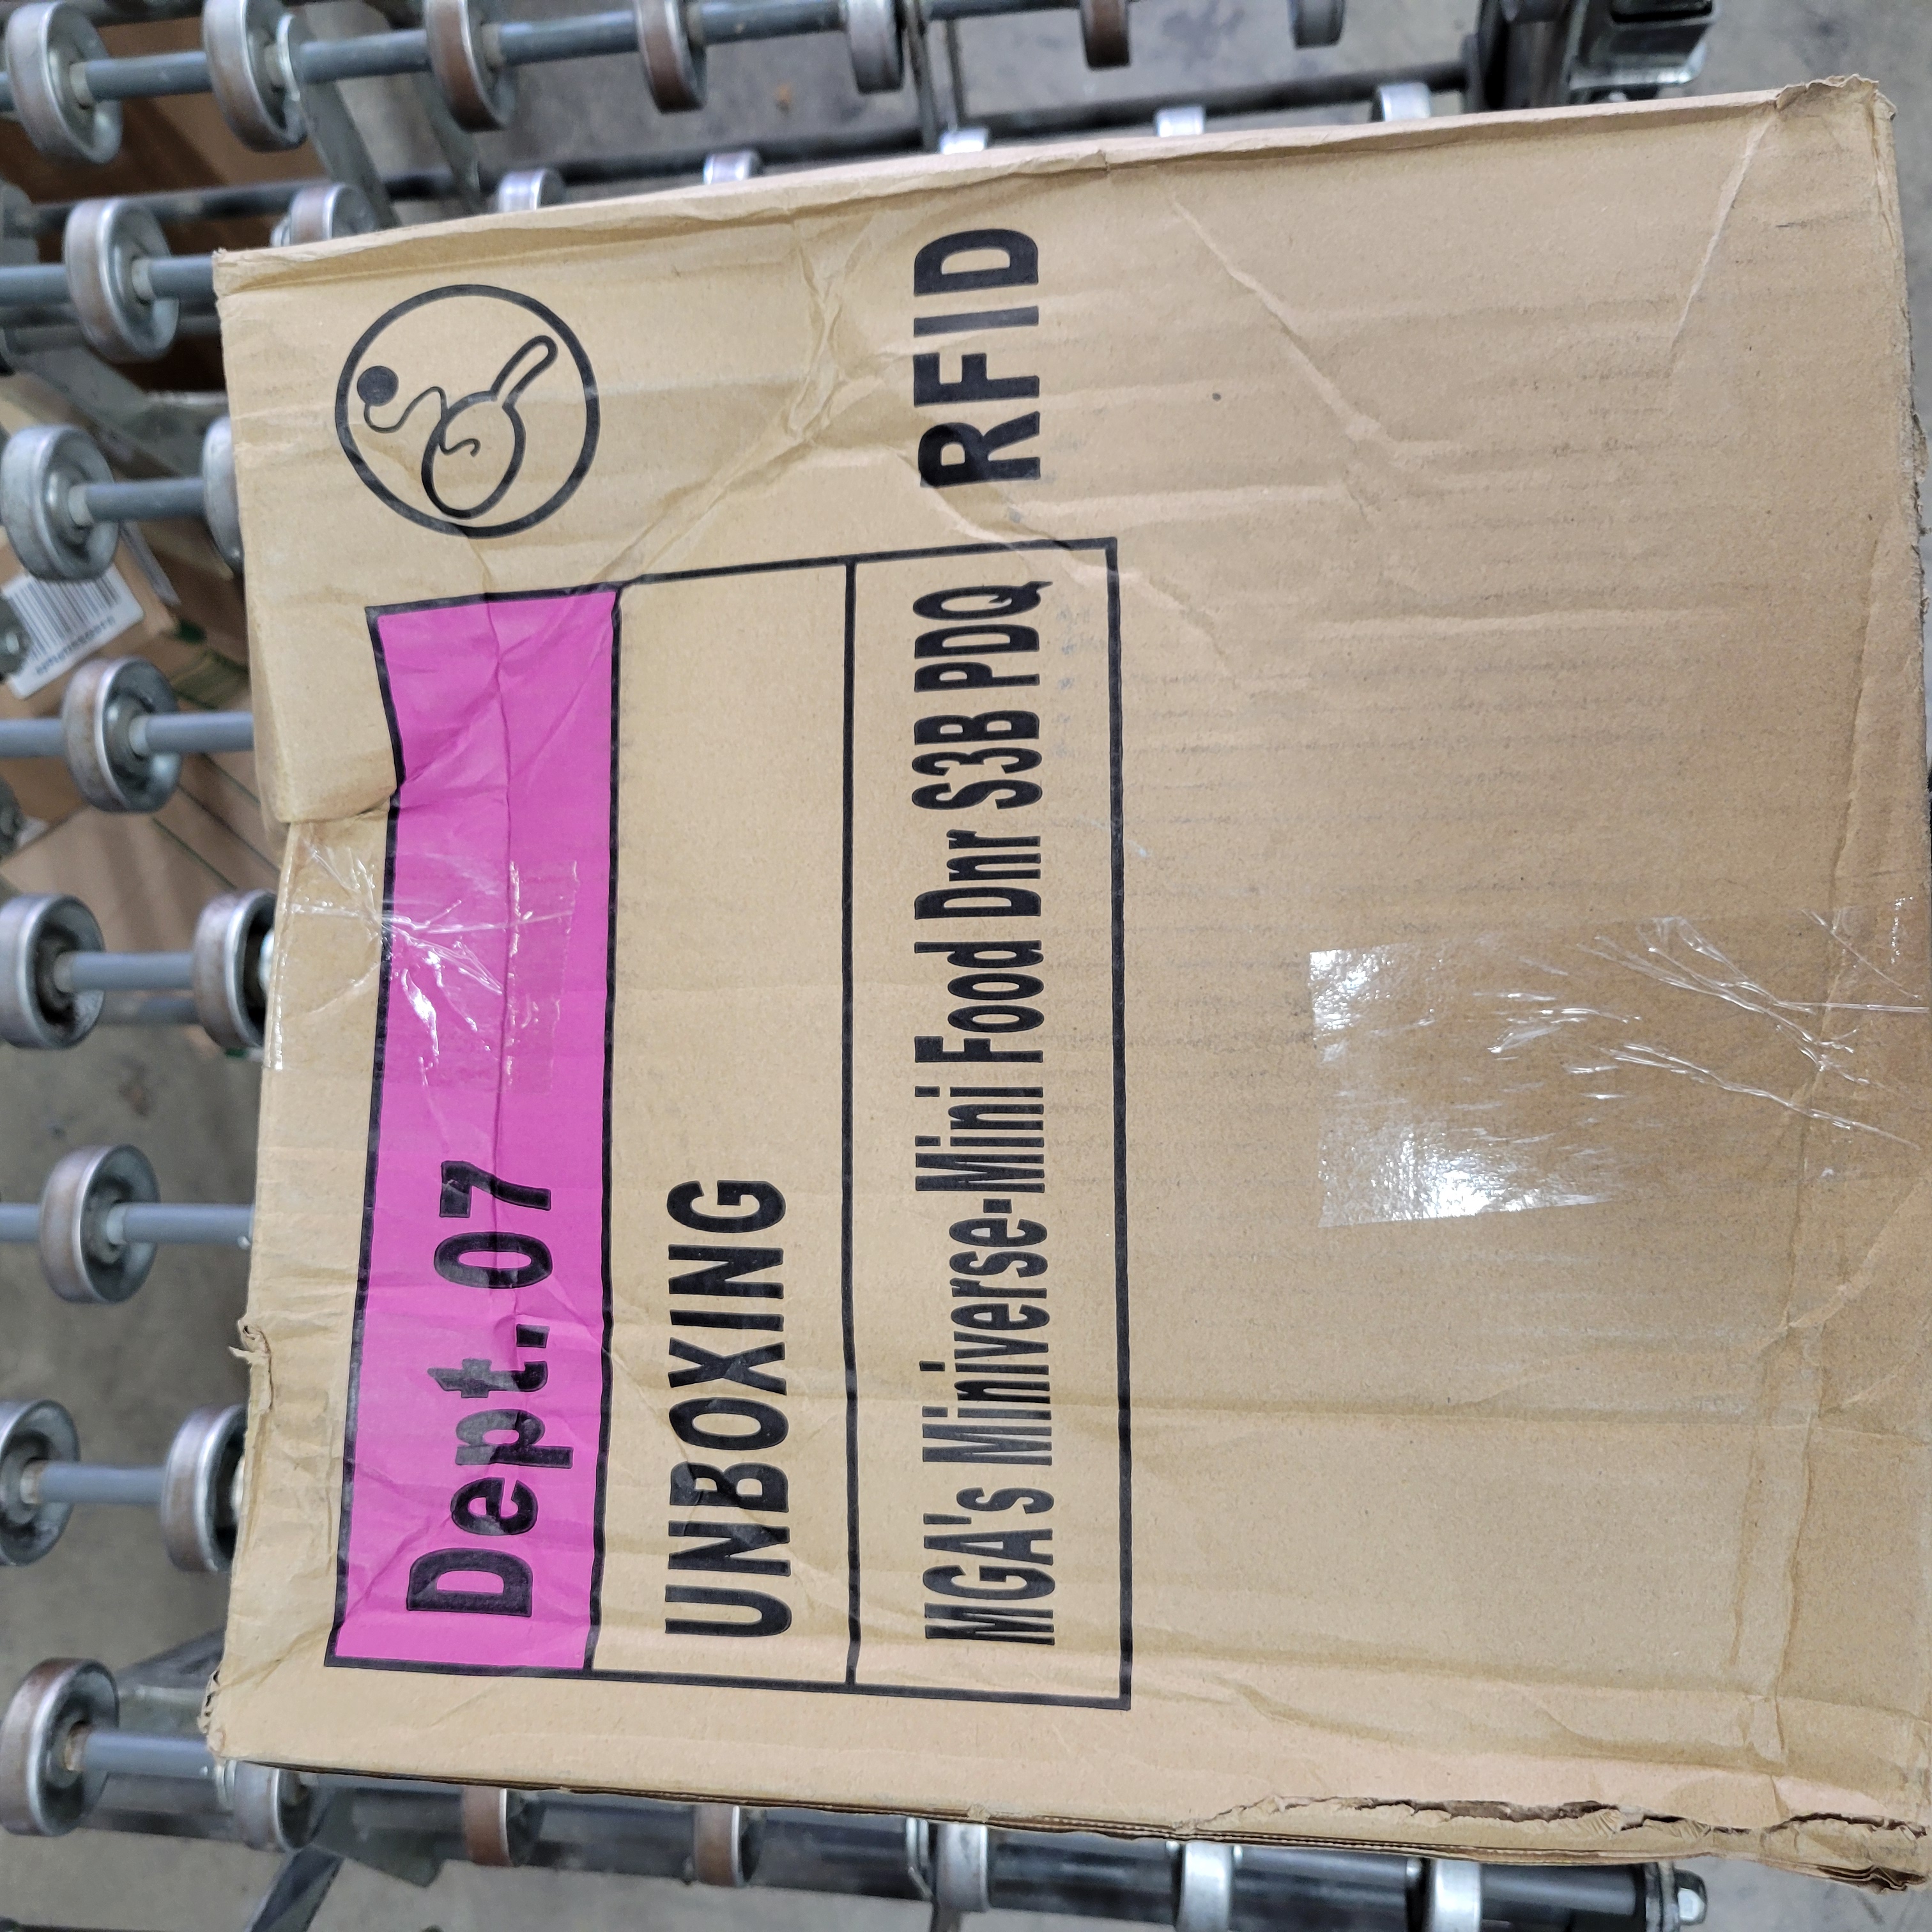 Dept. 07
UNBOXING
MGA's Miniverse-Mini Food Dnr S3B PDQ
RFID